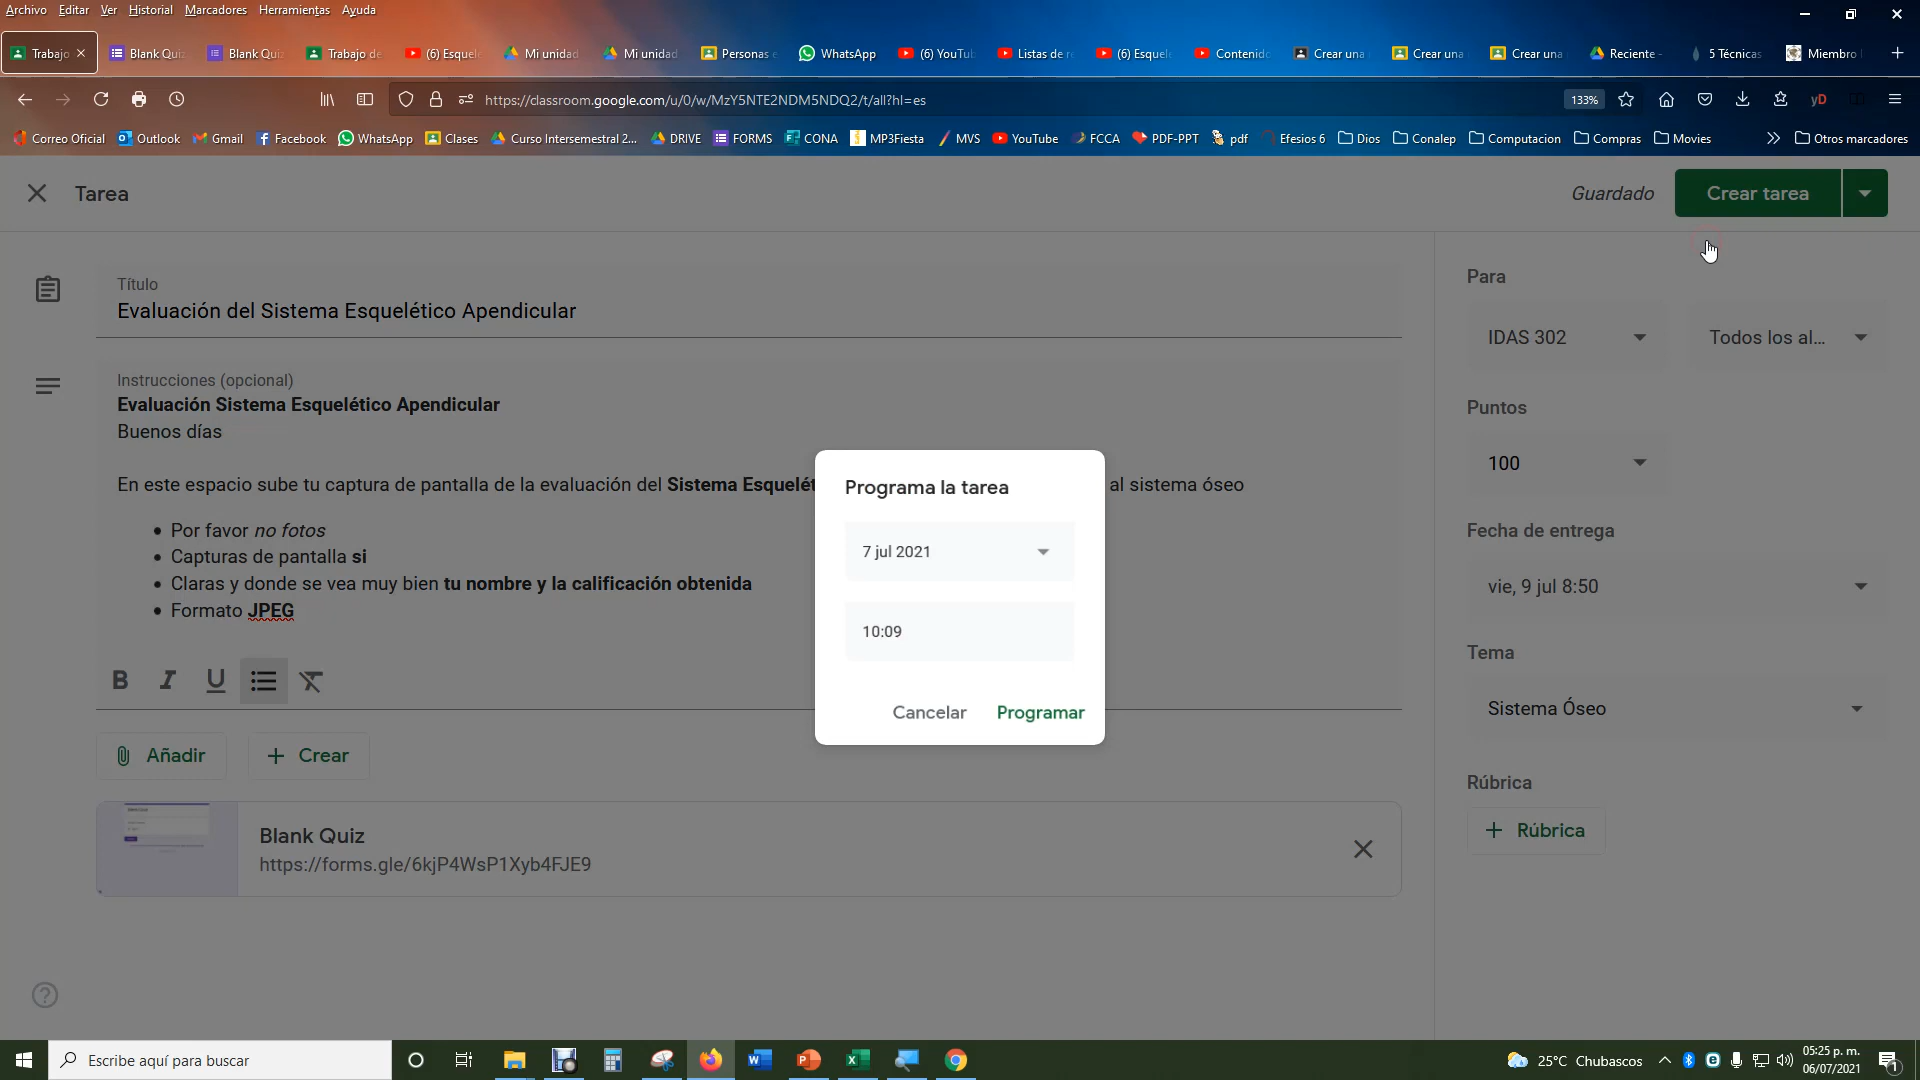 Archivo Editar Ver Historial Marcadores Herramientas Ayuda
Trabajo Blank Quiz Blank Quiz Trabajo de (6) Esquele Mi unidad Mi unidad Personas e WhatsApp (6) YouTub Listas de re (6) Esquele Contenido Crear una Crear una Crear una Reciente - 5 Técnicas Miembro
https://classroom.google.com/u/0/w/MzY5NTE2NDM5NDQ2/t/all?hl=es 133% yD
Correo Oficial Outlook Gmail Facebook WhatsApp Clases Curso Intersemestral 2... DRIVE FORMS CONA MP3Fiesta MVS YouTube FCCA PDF-PPT pdf Efesios 6 Dios Conalep Computacion Compras Movies Otros marcadores
Tarea Guardado Crear tarea
Título
Evaluación del Sistema Esquelético Apendicular
Instrucciones (opcional)
Evaluación Sistema Esquelético Apendicular
Buenos días
En este espacio sube tu captura de pantalla de la evaluación del Sistema Esquelét al sistema óseo
Por favor no fotos
Capturas de pantalla si
Claras y donde se vea muy bien tu nombre y la calificación obtenida
Formato JPEG
B I U
Añadir Crear
Blank Quiz
https://forms.gle/6kjP4WsP1Xyb4FJE9
Programa la tarea
7 jul 2021
10:09
Cancelar Programar
Para
IDAS 302 Todos los al...
Puntos
100
Fecha de entrega
vie, 9 jul 8:50
Tema
Sistema Óseo
Rúbrica
Rúbrica
Escribe aquí para buscar
25°C Chubascos
05:25 p. m.
06/07/2021
1